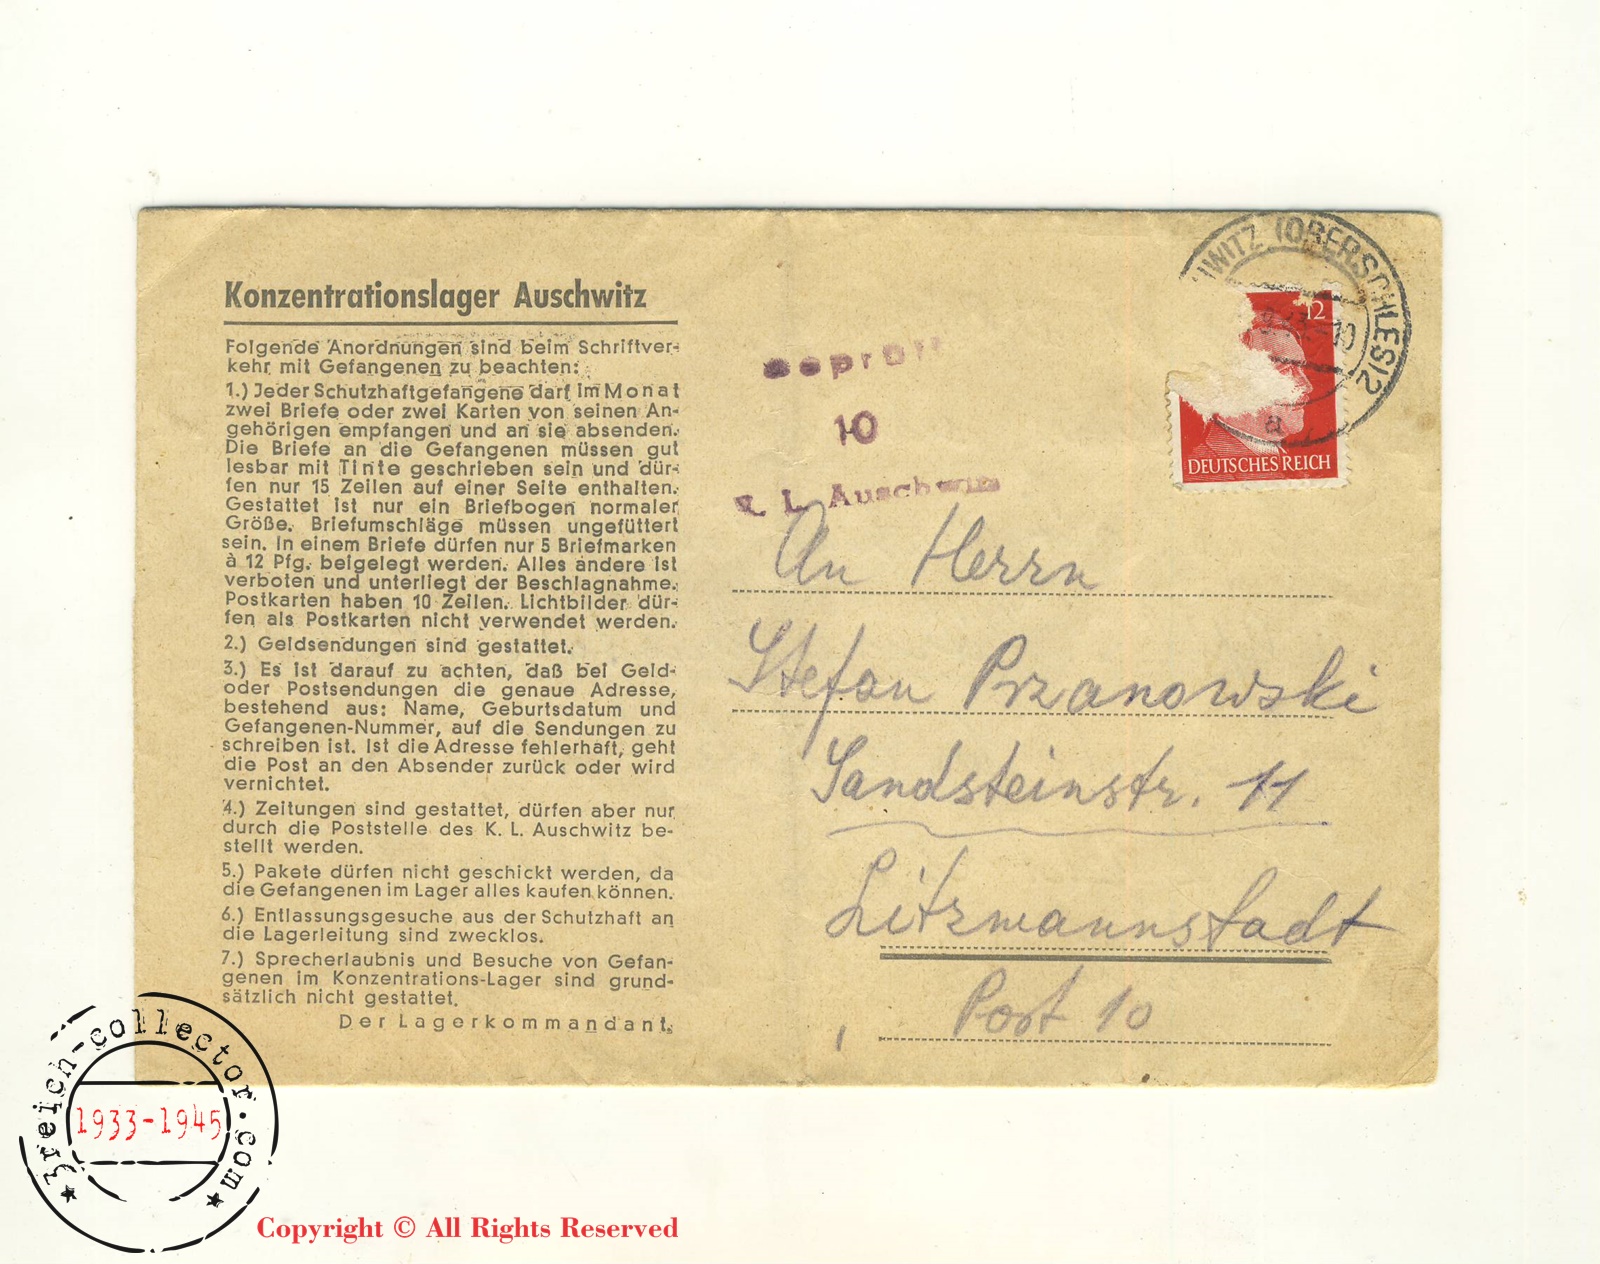 Konzentrationslager Auschwitz
Folgende Anordnungen sind beim Schriftver-
kehr mit Gefangenen zu beachten:
1.) Jeder Schutzhaftgefangene darf im Monat
zwei Briefe oder zwei Karten von seinen An-
gehörigen empfangen und an sie absenden.
Die Briefe an die Gefangenen müssen gut
lesbar mit Tinte geschrieben sein und dür-
fen nur 15 Zeilen auf einer Seite enthalten.
Gestattet ist nur ein Briefbogen normaler
Größe. Briefumschläge müssen ungefüttert
sein. In einem Briefe dürfen nur 5 Briefmarken
à 12 Pfg. beigelegt werden. Alles andere ist
verboten und unterliegt der Beschlagnahme.
Postkarten haben 10 Zeilen. Lichtbilder dür-
fen als Postkarten nicht verwendet werden.
2.) Geldsendungen sind gestattet.
3.) Es ist darauf zu achten, daß bei Geld-
oder Postsendungen die genaue Adresse,
bestehend aus: Name, Geburtsdatum und
Gefangenen-Nummer, auf die Sendungen zu
schreiben ist. Ist die Adresse fehlerhaft, geht
die Post an den Absender zurück oder wird
vernichtet.
4.) Zeitungen sind gestattet, dürfen aber nur
durch die Poststelle des K. L. Auschwitz be-
stellt werden.
5.) Pakete dürfen nicht geschickt werden, da
die Gefangenen im Lager alles kaufen können.
6.) Entlassungsgesuche aus der Schutzhaft an
die Lagerleitung sind zwecklos.
7.) Sprecherlaubnis und Besuche von Gefan-
genen im Konzentrations-Lager sind grund-
sätzlich nicht gestattet.
Der Lagerkommandant.
Geprüft
10
K. L. Auschwitz
HWITZ (OBERSCHLES) 2
a
12
DEUTSCHES REICH
An Herrn
Stefan Przanowski
Sandsteinstr. 11
Litzmannstadt
Post 10
3reich-collector.com
1933-1945
Copyright © All Rights Reserved